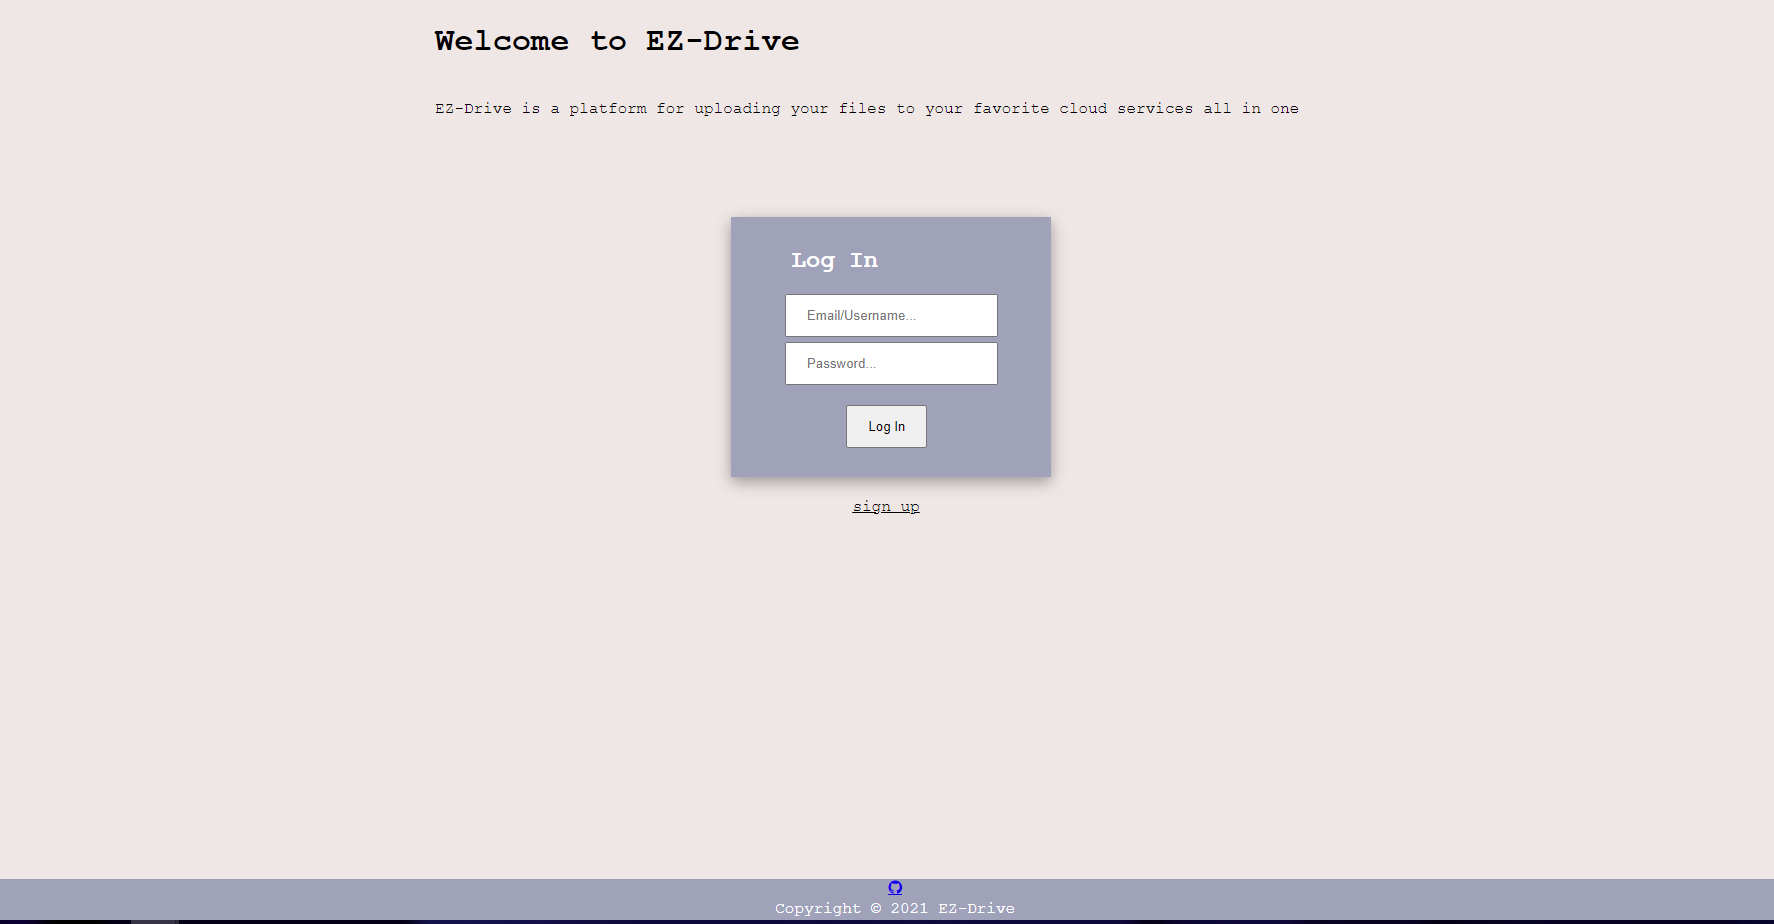 Welcome to EZ-Drive
EZ-Drive is a platform for uploading your files to your favorite cloud services all in one
Log In
Email/Username...
Password...
Log In
sign up
Copyright © 2021 EZ-Drive